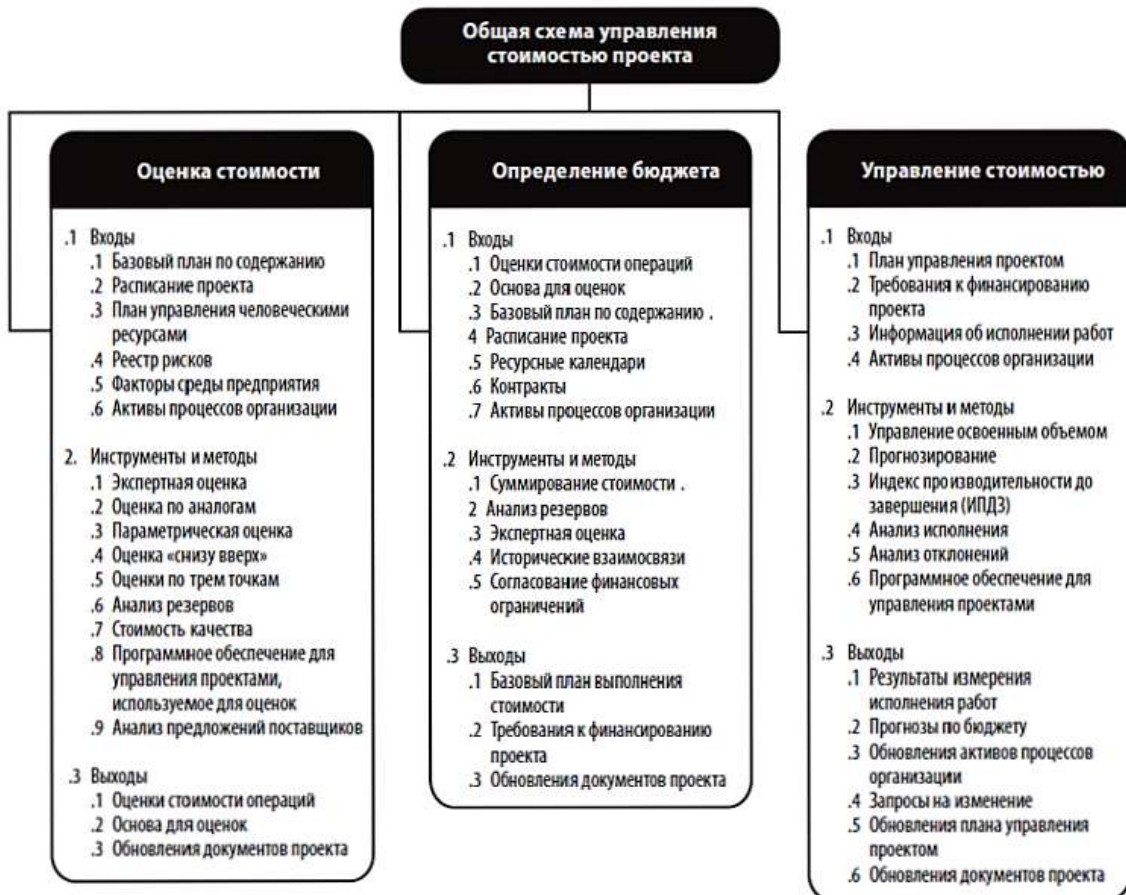 Общая схема управления
стоимостью проекта
Оценка стоимости
.1 Входы
.1 Базовый план по содержанию
.2 Расписание проекта
.3 План управления человеческими
ресурсами
.4 Реестр рисков
.5 Факторы среды предприятия
.6 Активы процессов организации
2. Инструменты и методы
.1 Экспертная оценка
.2 Оценка по аналогам
.3 Параметрическая оценка
.4 Оценка «снизу вверх»
.5 Оценки по трем точкам
.6 Анализ резервов
.7 Стоимость качества
.8 Программное обеспечение для
управления проектами,
используемое для оценок
.9 Анализ предложений поставщиков
.3 Выходы
.1 Оценки стоимости операций
.2 Основа для оценок
.3 Обновления документов проекта
Определение бюджета
.1 Входы
.1 Оценки стоимости операций
.2 Основа для оценок
.3 Базовый план по содержанию .
4 Расписание проекта
.5 Ресурсные календари
.6 Контракты
.7 Активы процессов организации
.2 Инструменты и методы
.1 Суммирование стоимости .
2 Анализ резервов
.3 Экспертная оценка
.4 Исторические взаимосвязи
.5 Согласование финансовых
ограничений
.3 Выходы
.1 Базовый план выполнения
стоимости
.2 Требования к финансированию
проекта
.3 Обновления документов проекта
Управление стоимостью
.1 Входы
.1 План управления проектом
.2 Требования к финансированию
проекта
.3 Информация об исполнении работ
.4 Активы процессов организации
.2 Инструменты и методы
.1 Управление освоенным объемом
.2 Прогнозирование
.3 Индекс производительности до
завершения (ИПДЗ)
.4 Анализ исполнения
.5 Анализ отклонений
.6 Программное обеспечение для
управления проектами
.3 Выходы
.1 Результаты измерения
исполнения работ
.2 Прогнозы по бюджету
.3 Обновления активов процессов
организации
.4 Запросы на изменение
.5 Обновления плана управления
проектом
.6 Обновления документов проекта